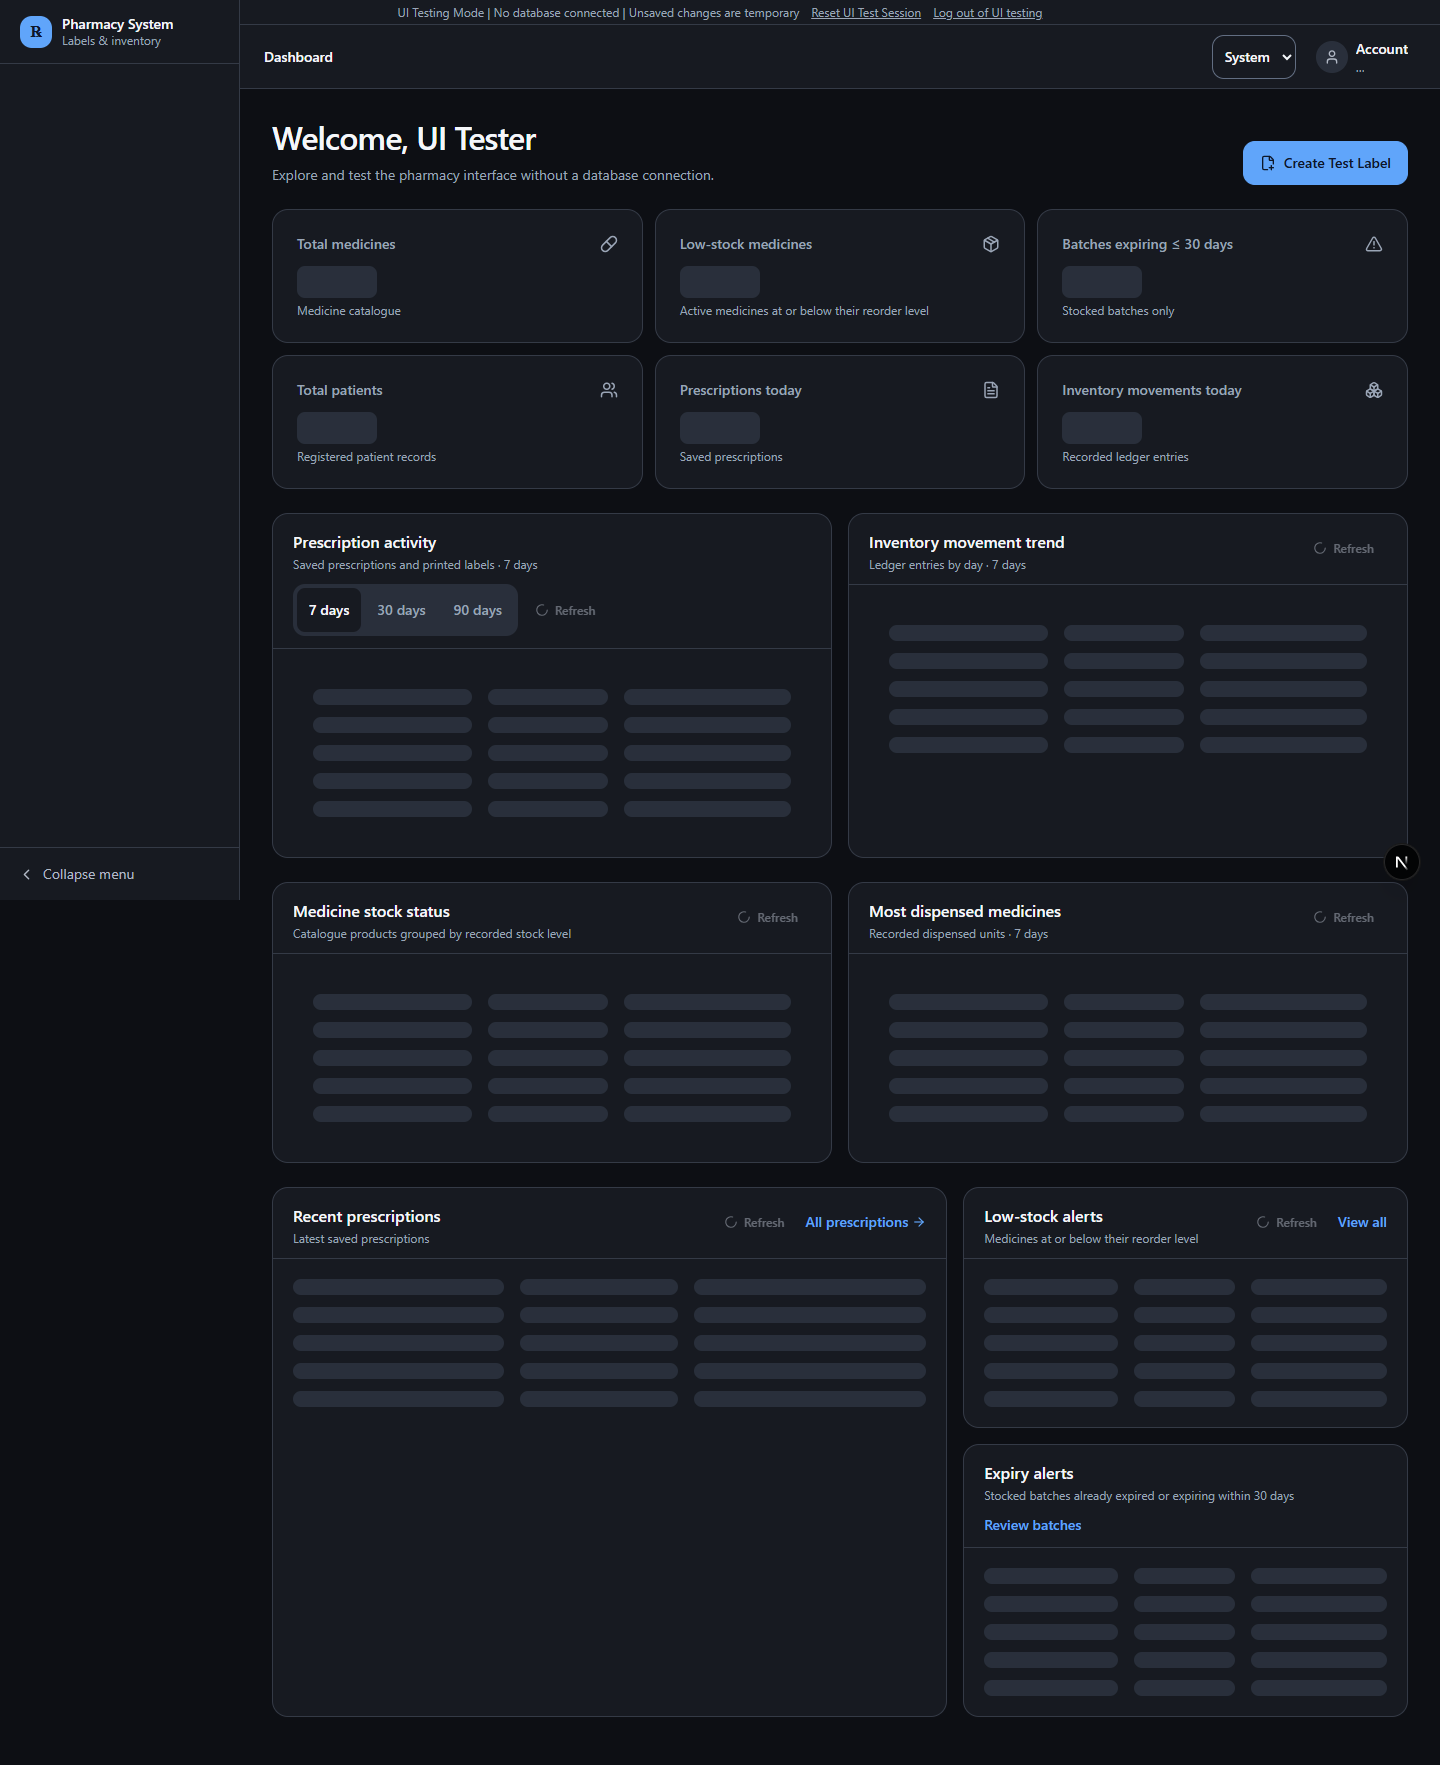 ℞
Pharmacy System
Labels & inventory
UI Testing Mode | No database connected | Unsaved changes are temporary Reset UI Test Session Log out of UI testing
Dashboard
System
Account
...
Welcome, UI Tester
Explore and test the pharmacy interface without a database connection.
Create Test Label
Total medicines
Medicine catalogue
Low-stock medicines
Active medicines at or below their reorder level
Batches expiring ≤ 30 days
Stocked batches only
Total patients
Registered patient records
Prescriptions today
Saved prescriptions
Inventory movements today
Recorded ledger entries
Prescription activity
Saved prescriptions and printed labels · 7 days
7 days 30 days 90 days Refresh
Inventory movement trend
Ledger entries by day · 7 days
Refresh
Collapse menu
N
Medicine stock status
Catalogue products grouped by recorded stock level
Refresh
Most dispensed medicines
Recorded dispensed units · 7 days
Refresh
Recent prescriptions
Latest saved prescriptions
Refresh
All prescriptions →
Low-stock alerts
Medicines at or below their reorder level
Refresh
View all
Expiry alerts
Stocked batches already expired or expiring within 30 days
Review batches